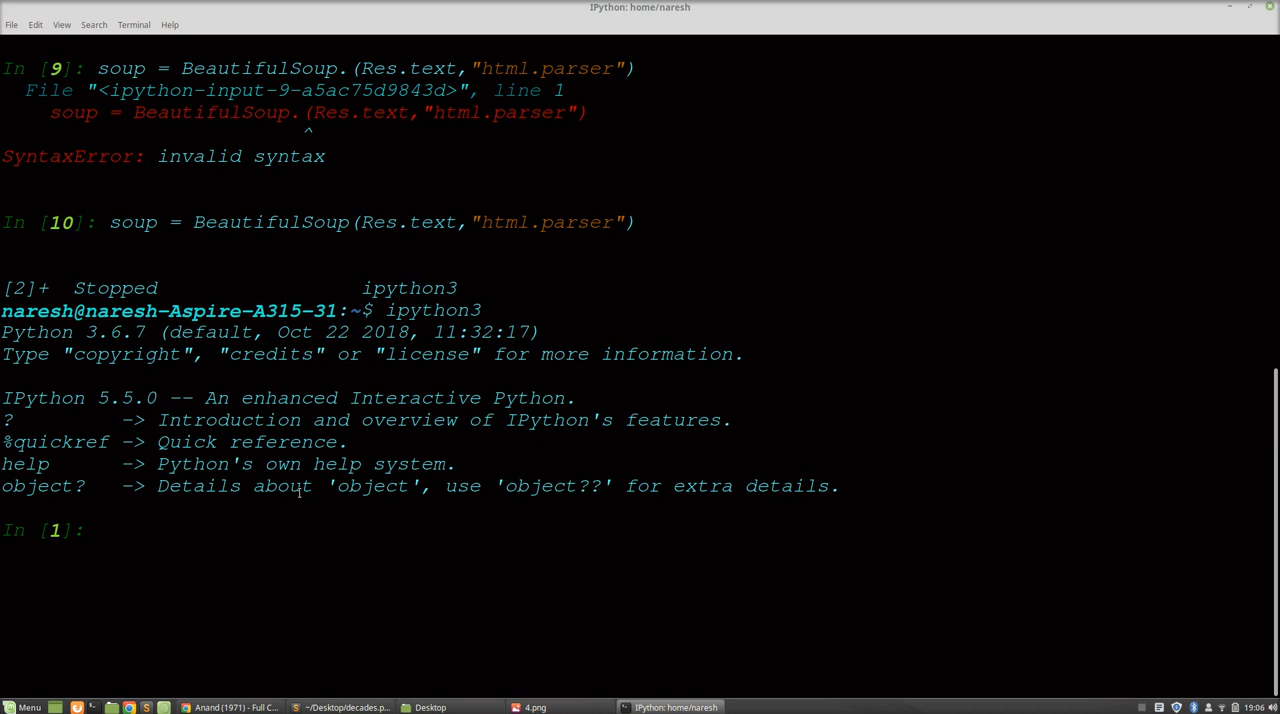 IPython: home/naresh
File Edit View Search Terminal Help
In [9]: soup = BeautifulSoup.(Res.text,"html.parser")
File "<ipython-input-9-a5ac75d9843d>", line 1
soup = BeautifulSoup.(Res.text,"html.parser")
^
SyntaxError: invalid syntax
In [10]: soup = BeautifulSoup(Res.text,"html.parser")
[2]+ Stopped ipython3
naresh@naresh-Aspire-A315-31:~$ ipython3
Python 3.6.7 (default, Oct 22 2018, 11:32:17)
Type "copyright", "credits" or "license" for more information.
IPython 5.5.0 -- An enhanced Interactive Python.
? -> Introduction and overview of IPython's features.
%quickref -> Quick reference.
help -> Python's own help system.
object? -> Details about 'object', use 'object??' for extra details.
In [1]:
Menu Anand (1971) - Full C... ~/Desktop/decades.p... Desktop 4.png IPython: home/naresh 19:06